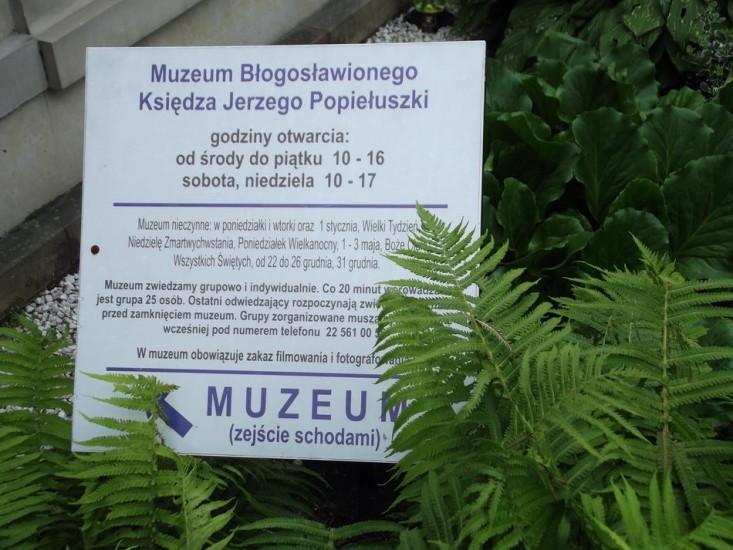 Muzeum Błogosławionego
Księdza Jerzego Popiełuszki
godziny otwarcia:
od środy do piątku 10 - 16
sobota, niedziela 10 - 17
Muzeum nieczynne: w poniedziałki i wtorki oraz 1 stycznia, Wielki Tydzień
Niedzielę Zmartwychwstania, Poniedziałek Wielkanocny, 1 - 3 maja, Boże
Wszystkich Świętych, od 22 do 26 grudnia, 31 grudnia.
Muzeum zwiedzamy grupowo i indywidualnie. Co 20 minut
jest grupa 25 osób. Ostatni odwiedzający rozpoczynają
przed zamknięciem muzeum. Grupy zorganizowane
wcześniej pod numerem telefonu 22 561 00
W muzeum obowiązuje zakaz filmowania i
MUZEUM
(zejście schodami)